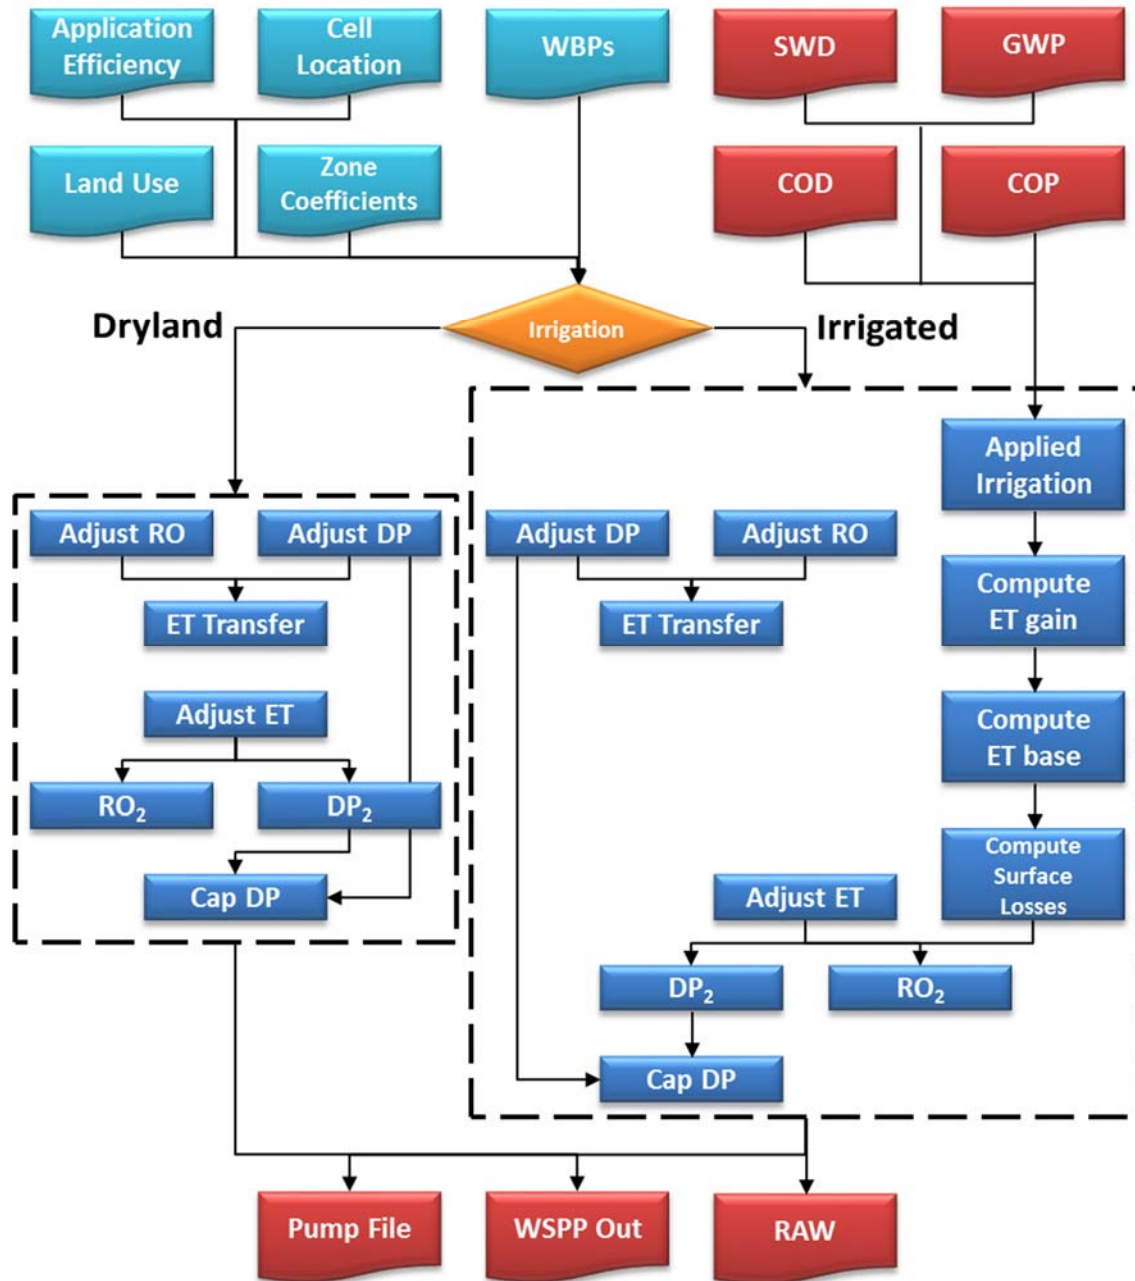 Application
Efficiency
Cell
Location
WBPs
SWD
GWP
Land Use
Zone
Coefficients
COD
COP
Dryland
Irrigation
Irrigated
Applied
Irrigation
Adjust RO
Adjust DP
Adjust DP
Adjust RO
ET Transfer
ET Transfer
Compute
ET gain
Adjust ET
Compute
ET base
RO₂
DP₂
Cap DP
Adjust ET
Compute
Surface
Losses
DP₂
RO₂
Cap DP
Pump File
WSPP Out
RAW